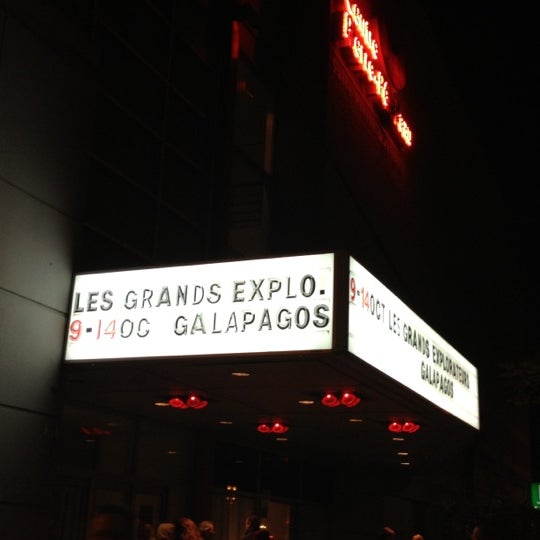 LES GRANDS EXPLO.
9-14OC GALAPAGOS
9-14OCT LES GRANDS EXPLORATEURS
GALAPAGOS